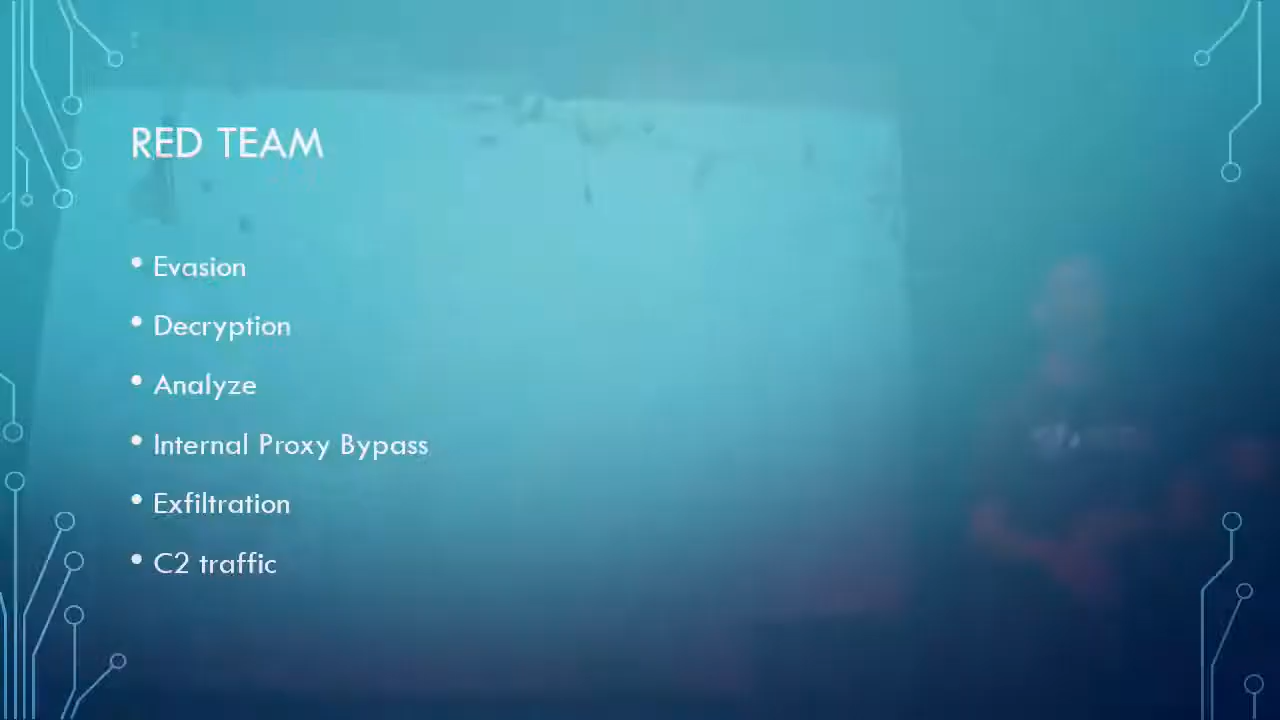 RED TEAM
• Evasion
• Decryption
• Analyze
• Internal Proxy Bypass
• Exfiltration
• C2 traffic